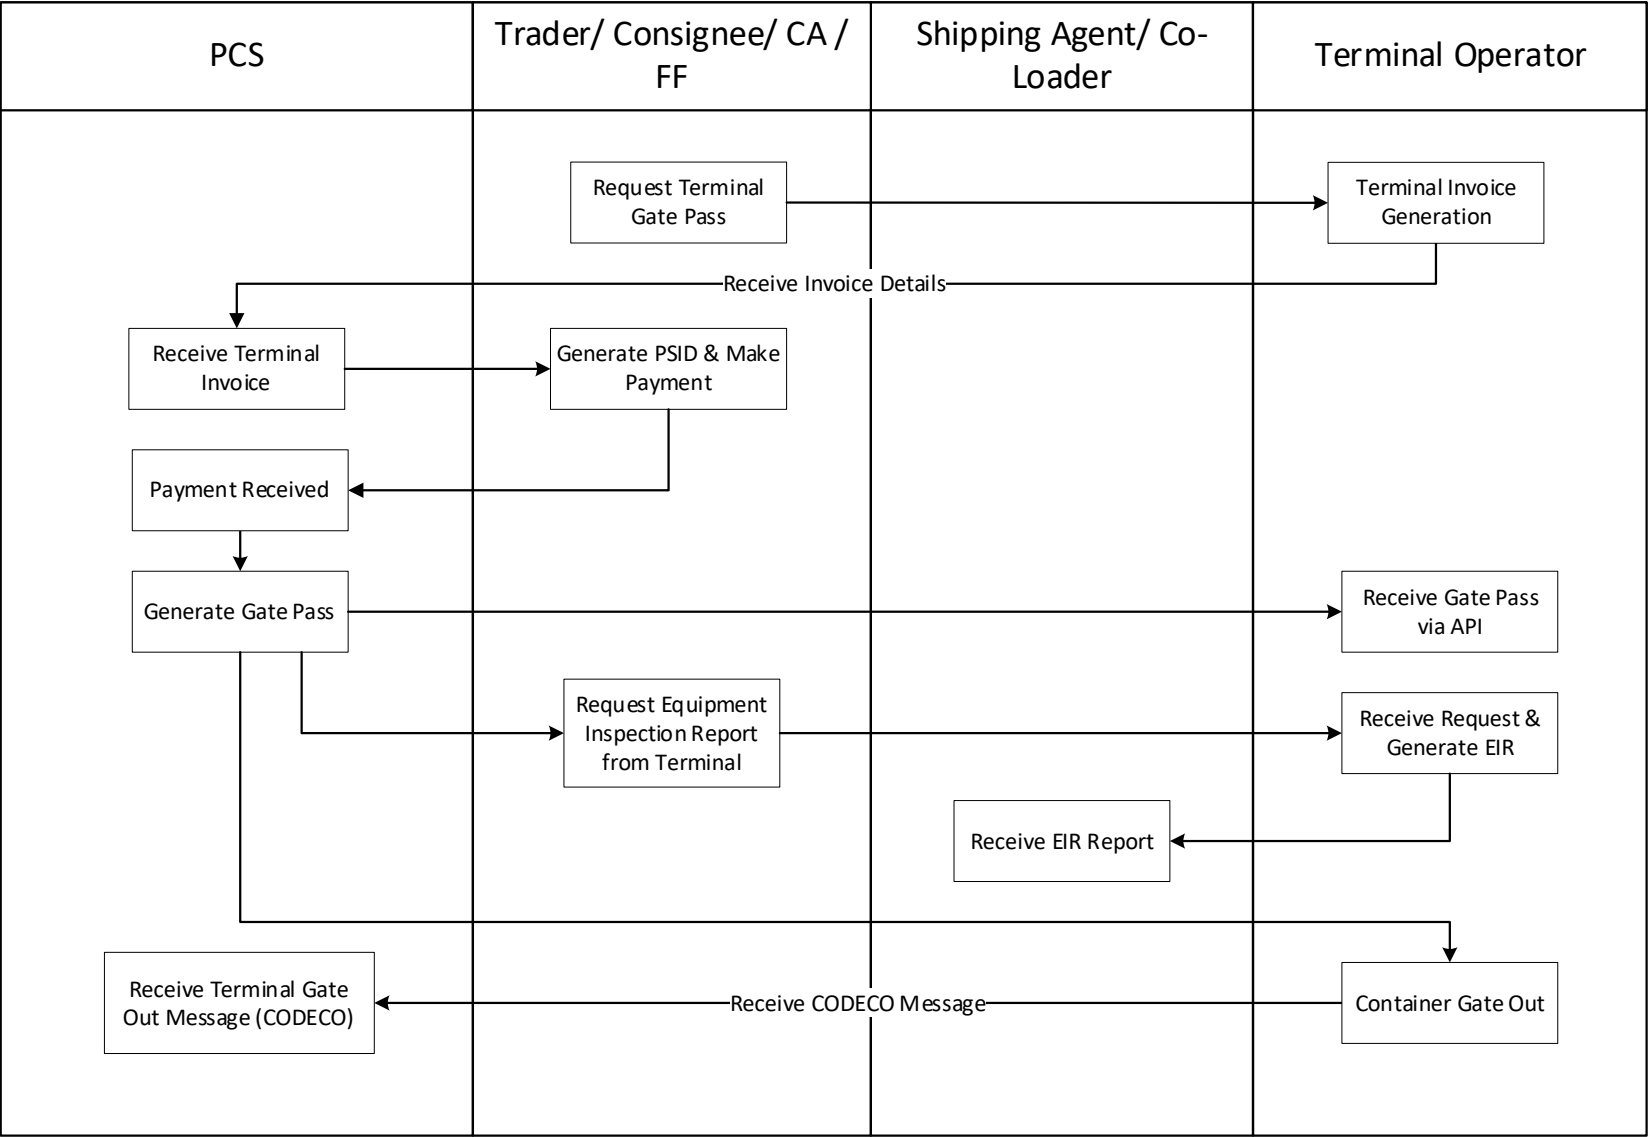 PCS
Trader/ Consignee/ CA /
FF
Shipping Agent/ Co-
Loader
Terminal Operator
Request Terminal
Gate Pass
Terminal Invoice
Generation
Receive Invoice Details
Receive Terminal
Invoice
Generate PSID & Make
Payment
Payment Received
Generate Gate Pass
Receive Gate Pass
via API
Request Equipment
Inspection Report
from Terminal
Receive Request &
Generate EIR
Receive EIR Report
Receive Terminal Gate
Out Message (CODECO)
Receive CODECO Message
Container Gate Out